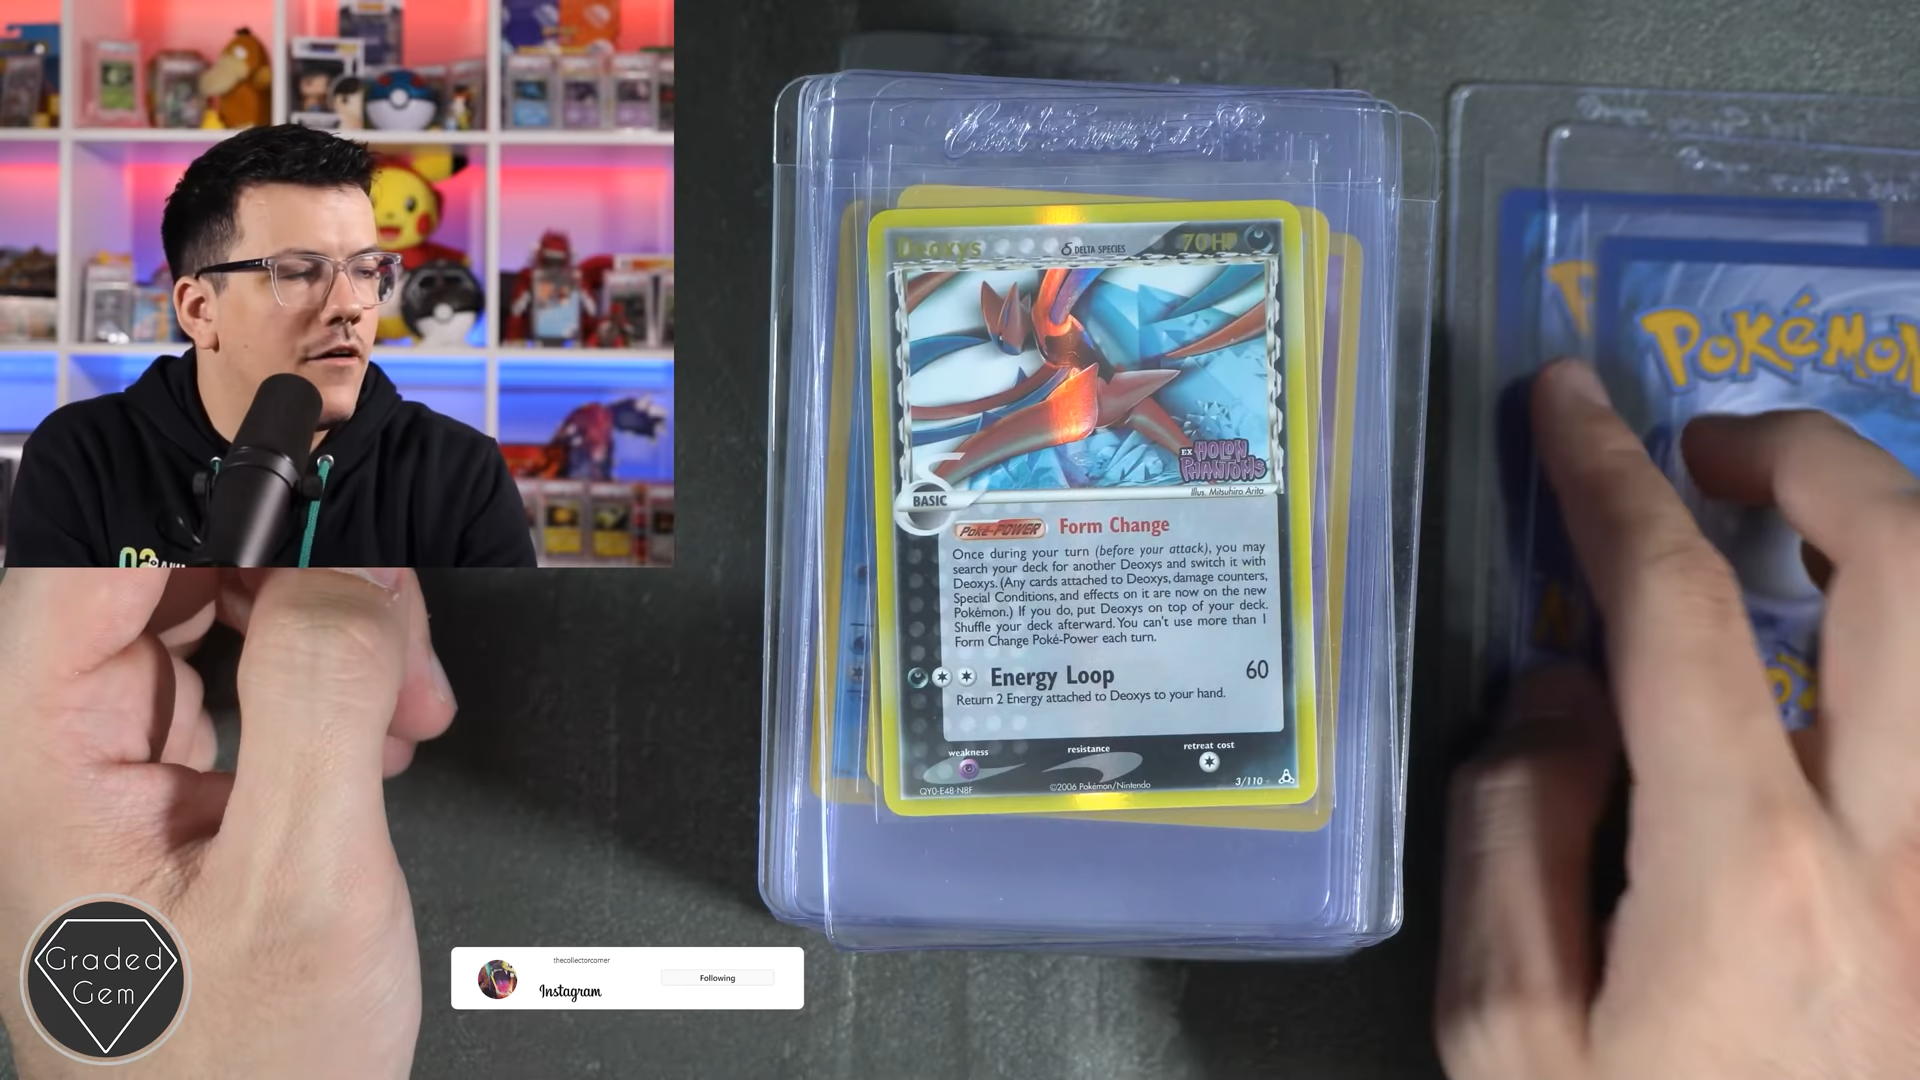 Deoxys
δ DELTA SPECIES
70 HP
EX HOLON
PHANTOMS
Illus. Mitsuhiro Arita
BASIC
Poké-POWER Form Change
Once during your turn (before your attack), you may
search your deck for another Deoxys and switch it with
Deoxys. (Any cards attached to Deoxys, damage counters,
Special Conditions, and effects on it are now on the new
Pokémon.) If you do, put Deoxys on top of your deck.
Shuffle your deck afterward. You can't use more than 1
Form Change Poké-Power each turn.
Energy Loop 60
Return 2 Energy attached to Deoxys to your hand.
weakness resistance retreat cost
QY0-E48-N8F ©2006 Pokémon/Nintendo 3/110
POKéMON
Graded
Gem
thecollectorcorner
Instagram
Following